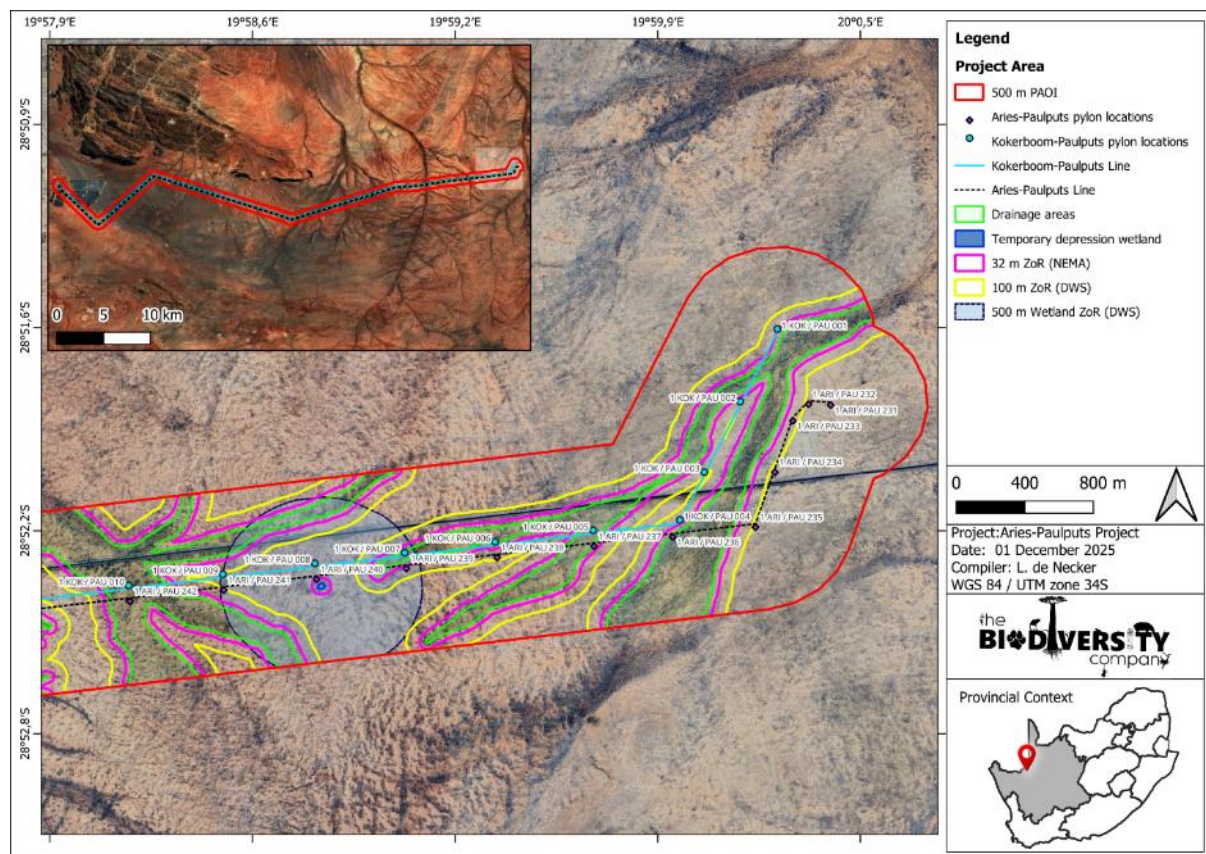 19°57,9'E
19°58,6'E
19°59,2'E
19°59,9'E
20°0,5'E
28°50,9'S
28°51,6'S
28°52,2'S
28°52,8'S
0 5 10 km
1 KOK / PAU 001
1 KOK / PAU 002
1 ARI / PAU 232
1 ARI / PAU 231
1 ARI / PAU 233
1 KOK / PAU 003
1 ARI / PAU 234
1 KOK / PAU 004
1 ARI / PAU 235
1 KOK / PAU 005
1 ARI / PAU 237
1 ARI / PAU 236
1 KOK / PAU 006
1 ARI / PAU 238
1 KOK / PAU 007
1 ARI / PAU 239
1 KOK / PAU 008
1 ARI / PAU 240
1 KOK / PAU 009
1 ARI / PAU 241
1 KOK / PAU 010
1 ARI / PAU 242
Legend
Project Area
500 m PAOI
Aries-Paulputs pylon locations
Kokerboom-Paulputs pylon locations
Kokerboom-Paulputs Line
Aries-Paulputs Line
Drainage areas
Temporary depression wetland
32 m ZoR (NEMA)
100 m ZoR (DWS)
500 m Wetland ZoR (DWS)
0 400 800 m
Project:Aries-Paulputs Project
Date: 01 December 2025
Compiler: L. de Necker
WGS 84 / UTM zone 34S
the
BIODIVERSITY
company
Provincial Context